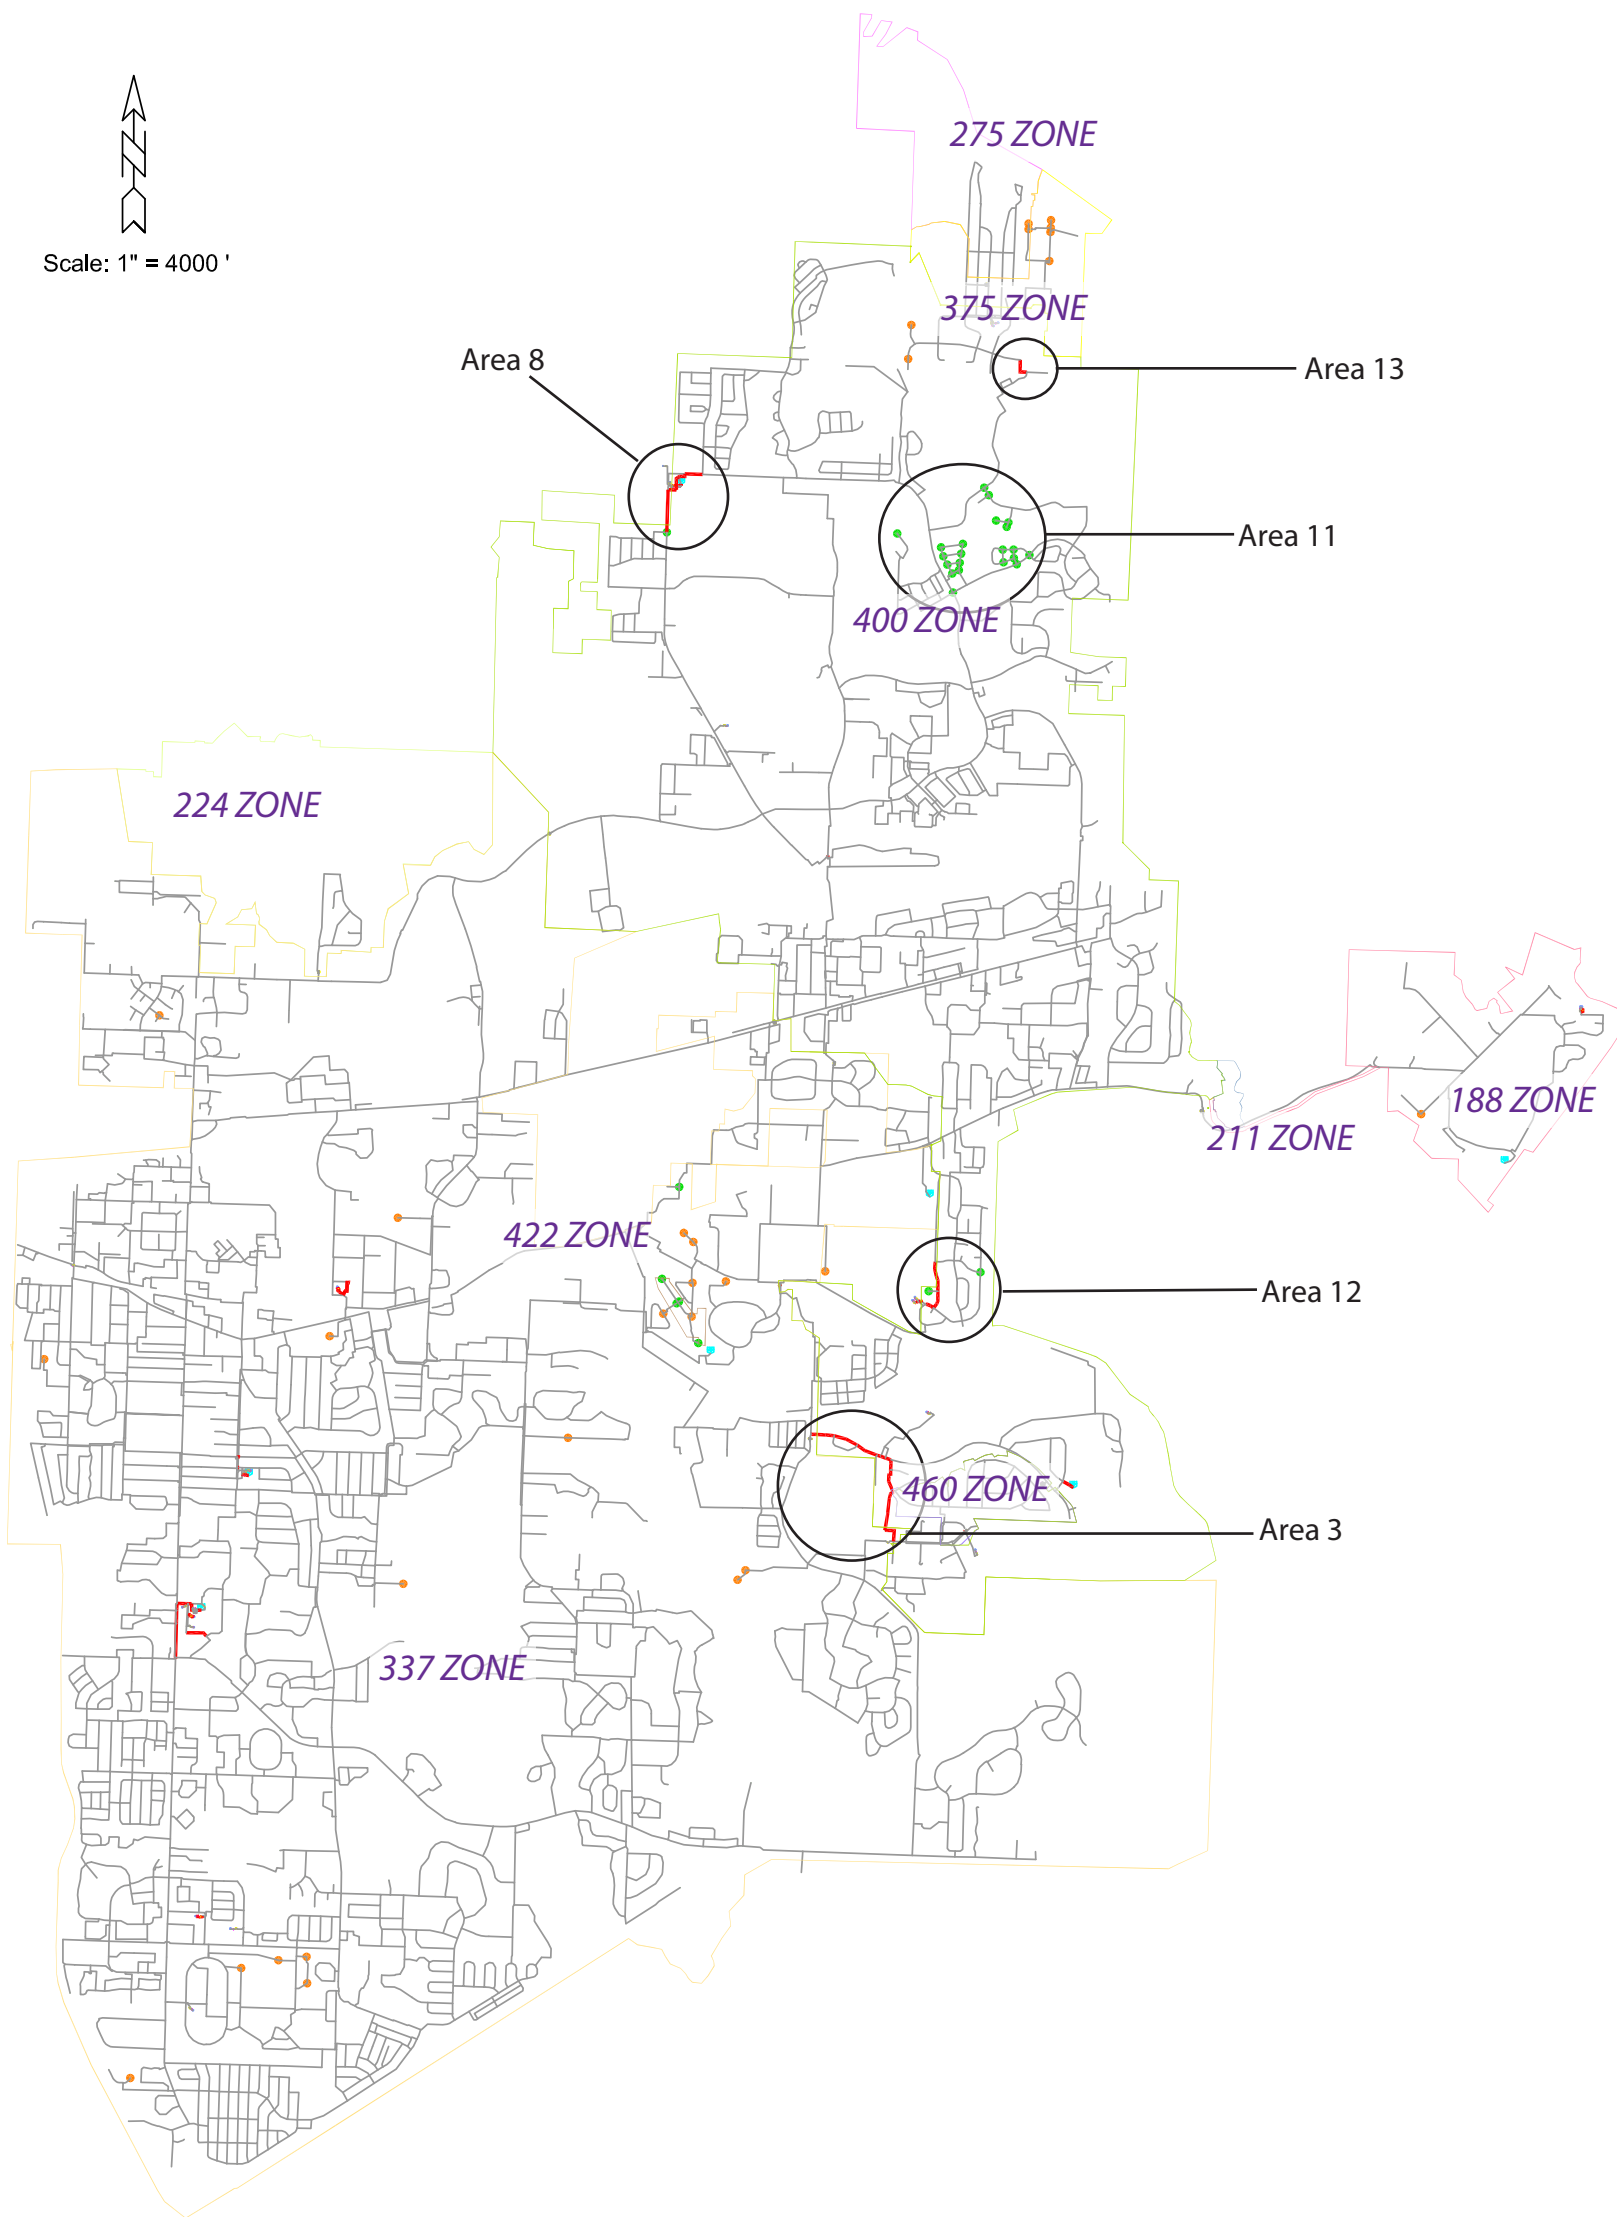 275 ZONE
Scale: 1" = 4000 '
375 ZONE
Area 8
Area 13
Area 11
400 ZONE
224 ZONE
188 ZONE
211 ZONE
422 ZONE
Area 12
460 ZONE
Area 3
337 ZONE